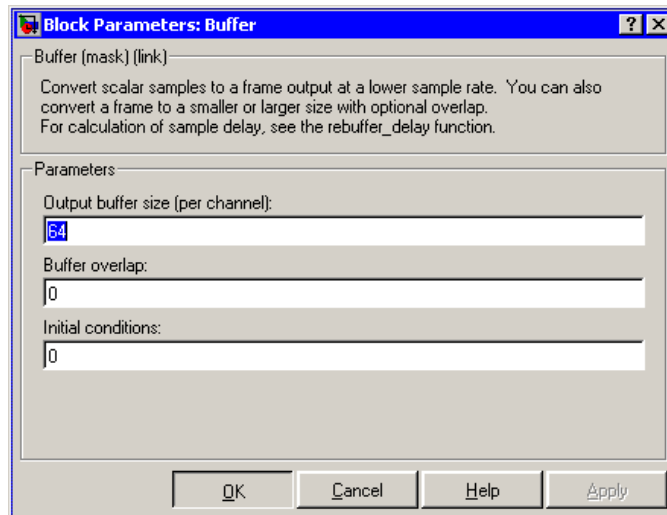 Block Parameters: Buffer
Buffer (mask) (link)
Convert scalar samples to a frame output at a lower sample rate.  You can also
convert a frame to a smaller or larger size with optional overlap.
For calculation of sample delay, see the rebuffer_delay function.
Parameters
Output buffer size (per channel):
64
Buffer overlap:
0
Initial conditions:
0
OK Cancel Help Apply